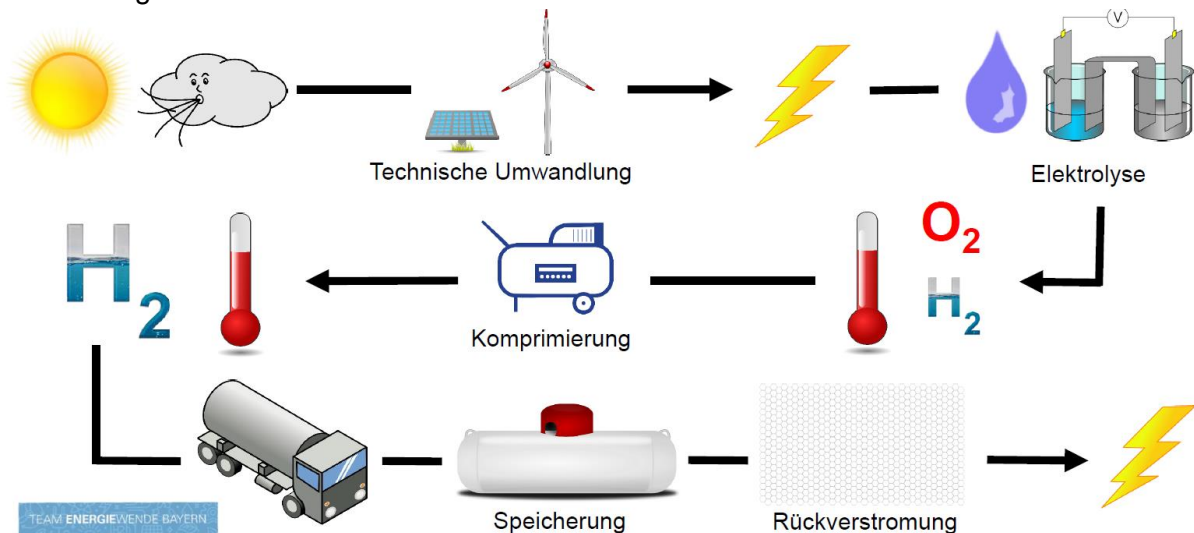 V
Technische Umwandlung
Elektrolyse
O2
H2
H2
Komprimierung
Speicherung
Rückverstromung
TEAM ENERGIEWENDE BAYERN